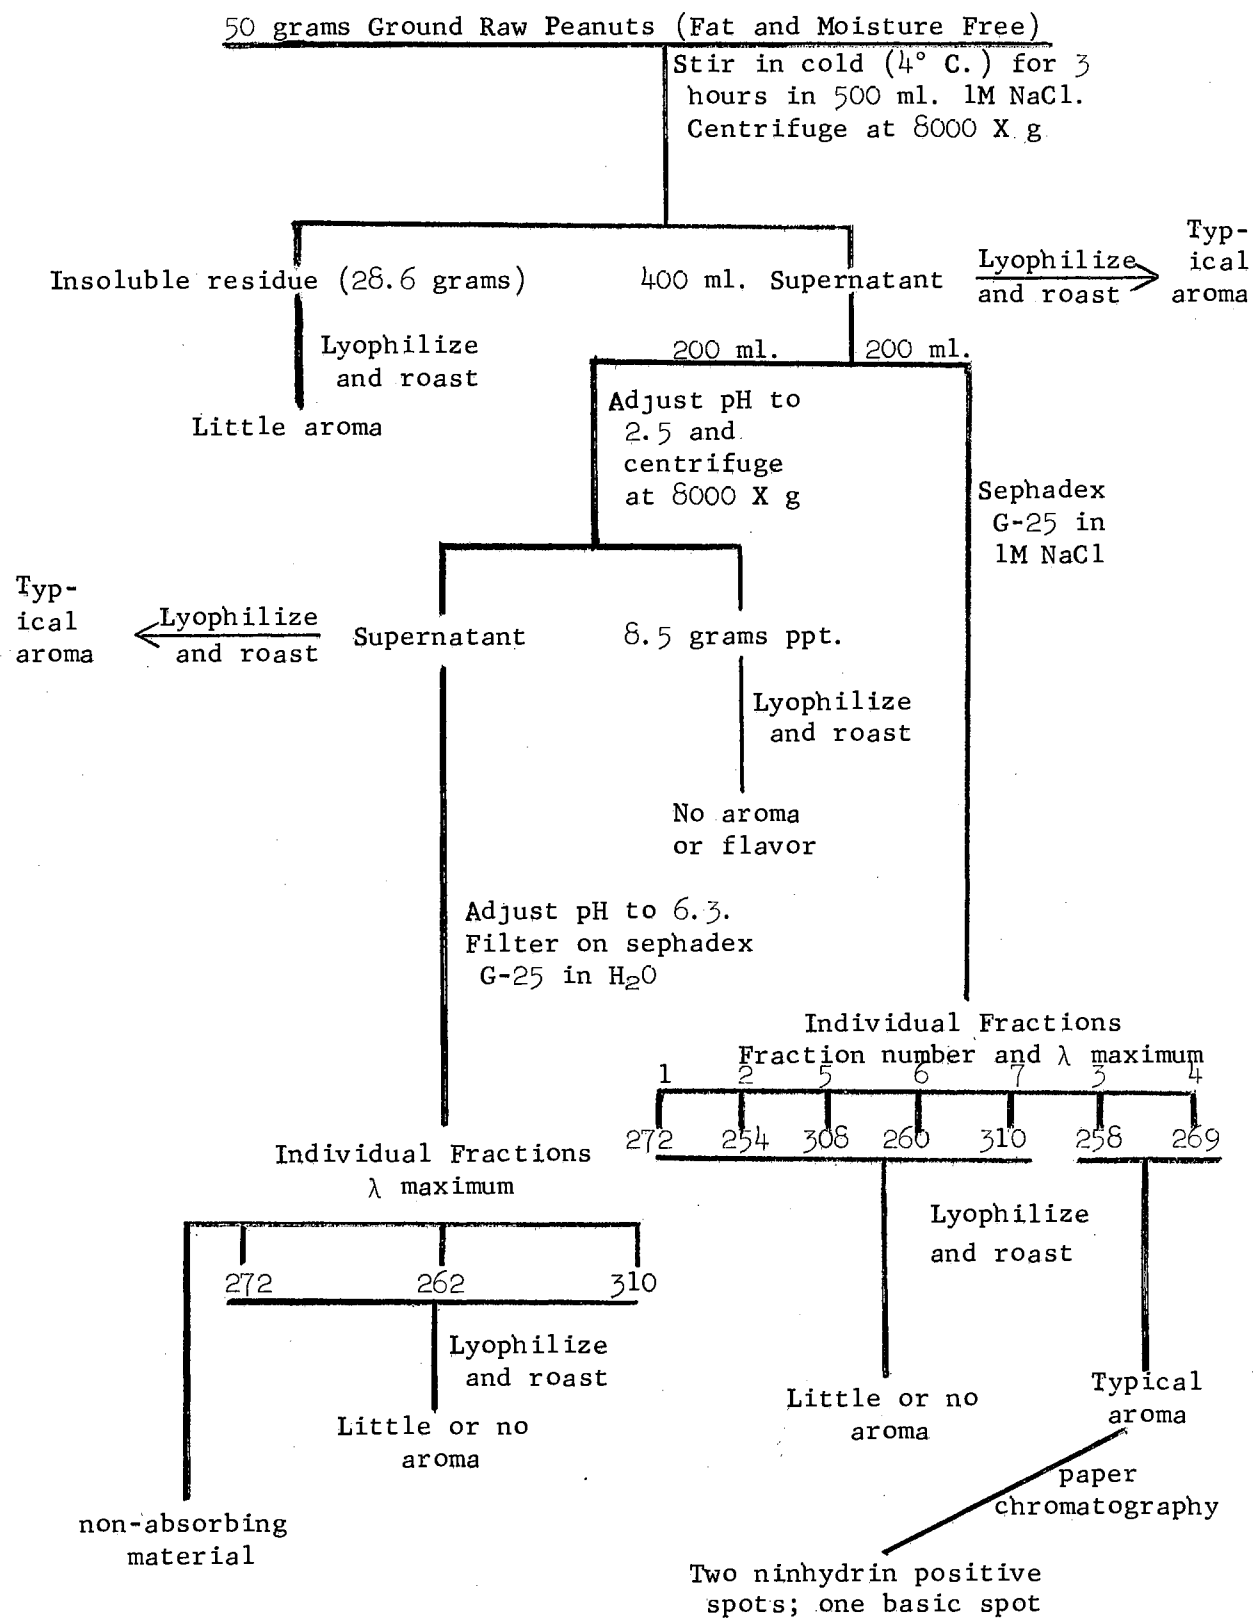 50 grams Ground Raw Peanuts (Fat and Moisture Free)
Stir in cold (4° C.) for 3
hours in 500 ml. 1M NaCl.
Centrifuge at 8000 X g
Insoluble residue (28.6 grams)
Lyophilize
and roast
Little aroma
400 ml. Supernatant
Lyophilize
and roast
Typ-
ical
aroma
200 ml.
200 ml.
Adjust pH to
2.5 and
centrifuge
at 8000 X g
Sephadex
G-25 in
1M NaCl
Typ-
ical
aroma
Lyophilize
and roast
Supernatant
8.5 grams ppt.
Lyophilize
and roast
No aroma
or flavor
Adjust pH to 6.3.
Filter on sephadex
G-25 in H₂O
Individual Fractions
Fraction number and λ maximum
1 2 5 6 7 3 4
272 254 308 260 310 258 269
Individual Fractions
λ maximum
272 262 310
Lyophilize
and roast
Little or no
aroma
non-absorbing
material
Lyophilize
and roast
Little or no
aroma
Typical
aroma
paper
chromatography
Two ninhydrin positive
spots; one basic spot